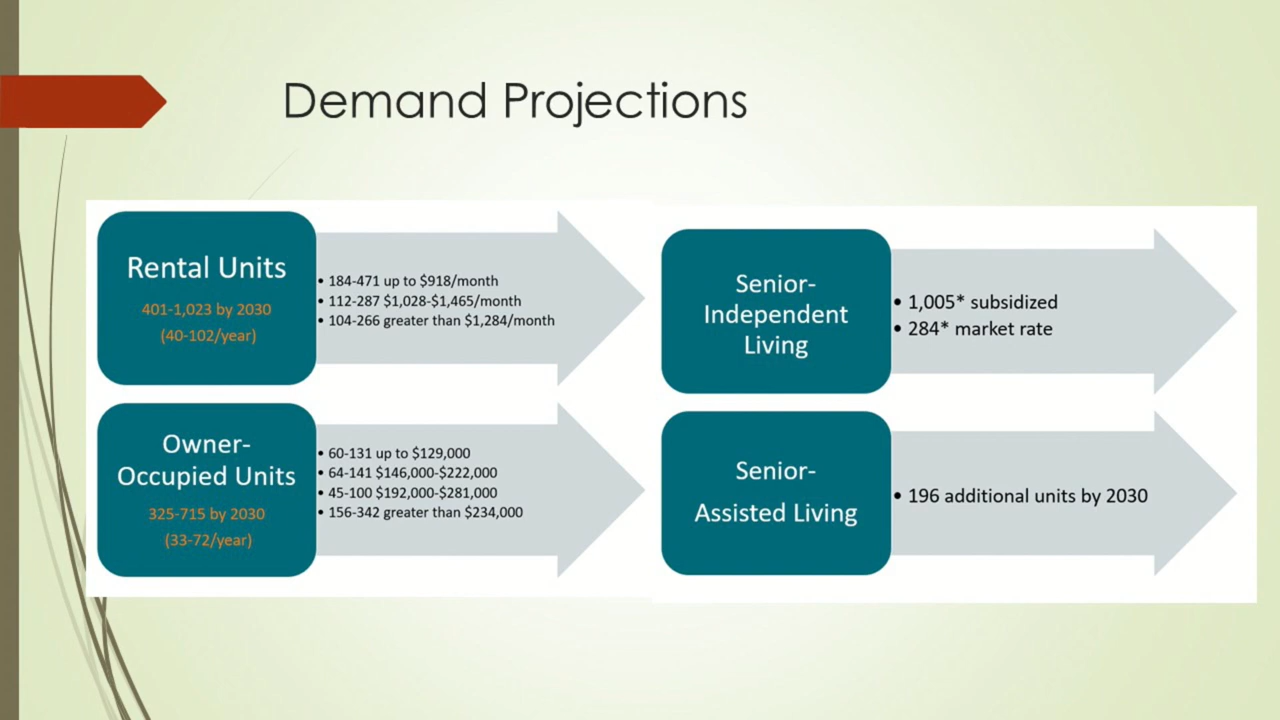 Demand Projections
Rental Units
401-1,023 by 2030
(40-102/year)
• 184-471 up to $918/month
• 112-287 $1,028-$1,465/month
• 104-266 greater than $1,284/month
Owner-
Occupied Units
325-715 by 2030
(33-72/year)
• 60-131 up to $129,000
• 64-141 $146,000-$222,000
• 45-100 $192,000-$281,000
• 156-342 greater than $234,000
Senior-
Independent
Living
• 1,005* subsidized
• 284* market rate
Senior-
Assisted Living
• 196 additional units by 2030